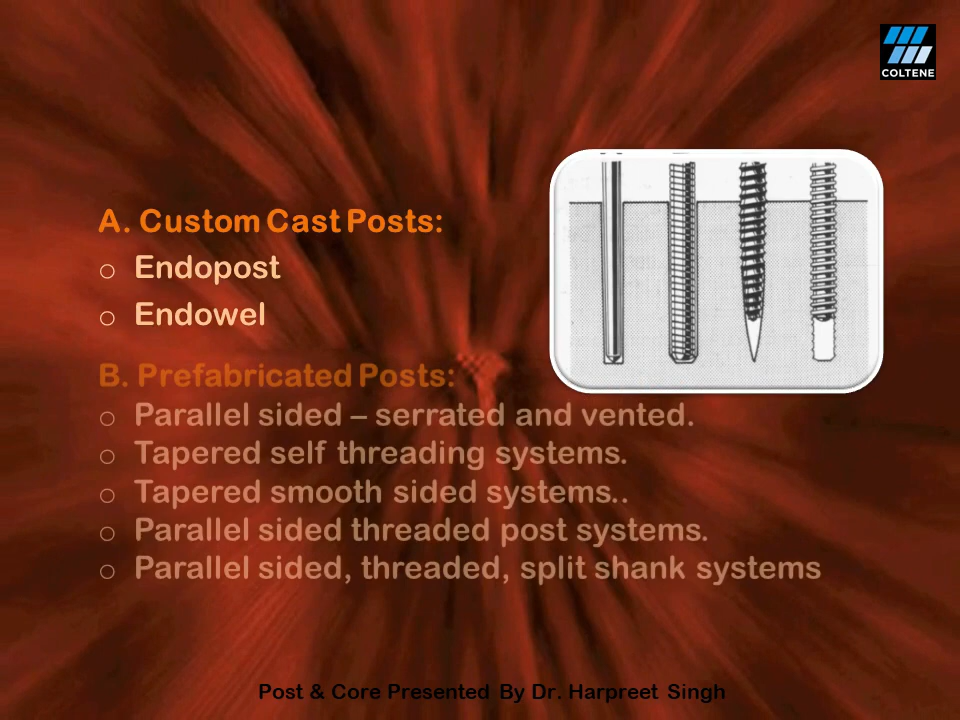 COLTENE
A. Custom Cast Posts:
o Endopost
o Endowel
B. Prefabricated Posts:
o Parallel sided – serrated and vented.
o Tapered self threading systems.
o Tapered smooth sided systems..
o Parallel sided threaded post systems.
o Parallel sided, threaded, split shank systems
Post & Core Presented By Dr. Harpreet Singh